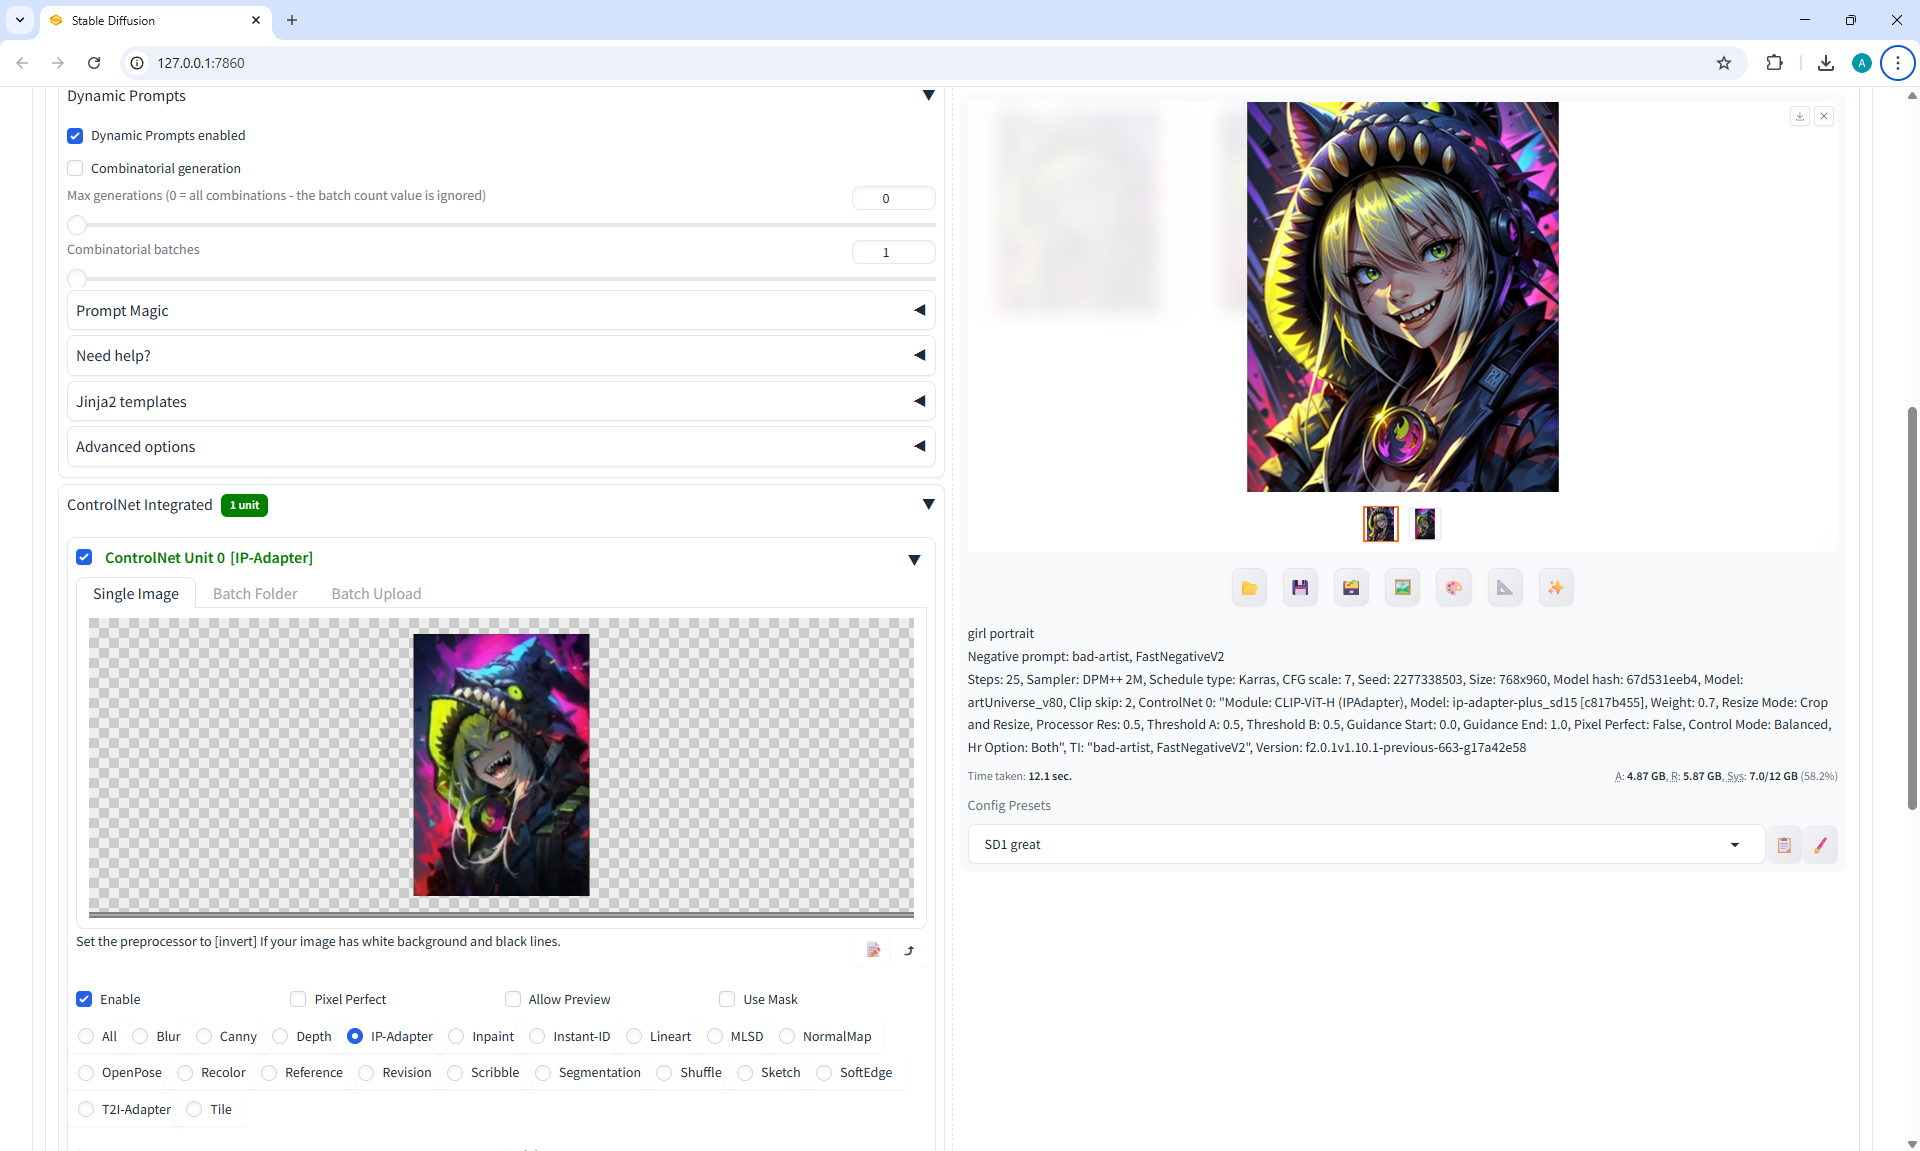 Stable Diffusion
127.0.0.1:7860
A
Dynamic Prompts
Dynamic Prompts enabled
Combinatorial generation
Max generations (0 = all combinations - the batch count value is ignored)
0
Combinatorial batches
1
Prompt Magic
Need help?
Jinja2 templates
Advanced options
ControlNet Integrated 1 unit
ControlNet Unit 0 [IP-Adapter]
Single Image Batch Folder Batch Upload
Set the preprocessor to [invert] If your image has white background and black lines.
Enable Pixel Perfect Allow Preview Use Mask
All Blur Canny Depth IP-Adapter Inpaint Instant-ID Lineart MLSD NormalMap
OpenPose Recolor Reference Revision Scribble Segmentation Shuffle Sketch SoftEdge
T2I-Adapter Tile
girl portrait
Negative prompt: bad-artist, FastNegativeV2
Steps: 25, Sampler: DPM++ 2M, Schedule type: Karras, CFG scale: 7, Seed: 2277338503, Size: 768x960, Model hash: 67d531eeb4, Model:
artUniverse_v80, Clip skip: 2, ControlNet 0: "Module: CLIP-ViT-H (IPAdapter), Model: ip-adapter-plus_sd15 [c817b455], Weight: 0.7, Resize Mode: Crop
and Resize, Processor Res: 0.5, Threshold A: 0.5, Threshold B: 0.5, Guidance Start: 0.0, Guidance End: 1.0, Pixel Perfect: False, Control Mode: Balanced,
Hr Option: Both", TI: "bad-artist, FastNegativeV2", Version: f2.0.1v1.10.1-previous-663-g17a42e58
Time taken: 12.1 sec.
A: 4.87 GB, R: 5.87 GB, Sys: 7.0/12 GB (58.2%)
Config Presets
SD1 great